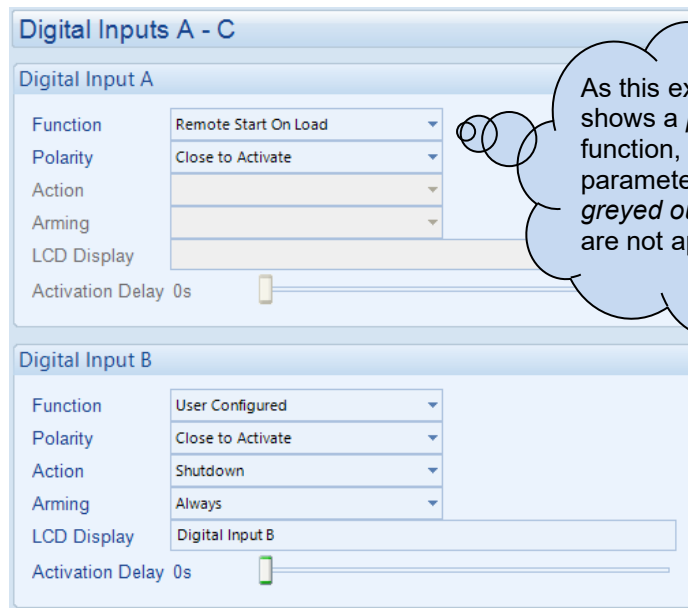 Digital Inputs A - C
Digital Input A
Function Remote Start On Load
Polarity Close to Activate
Action
Arming
LCD Display
Activation Delay 0s
As this
shows a
function,
greyed
are not
Digital Input B
Function User Configured
Polarity Close to Activate
Action Shutdown
Arming Always
LCD Display Digital Input B
Activation Delay 0s